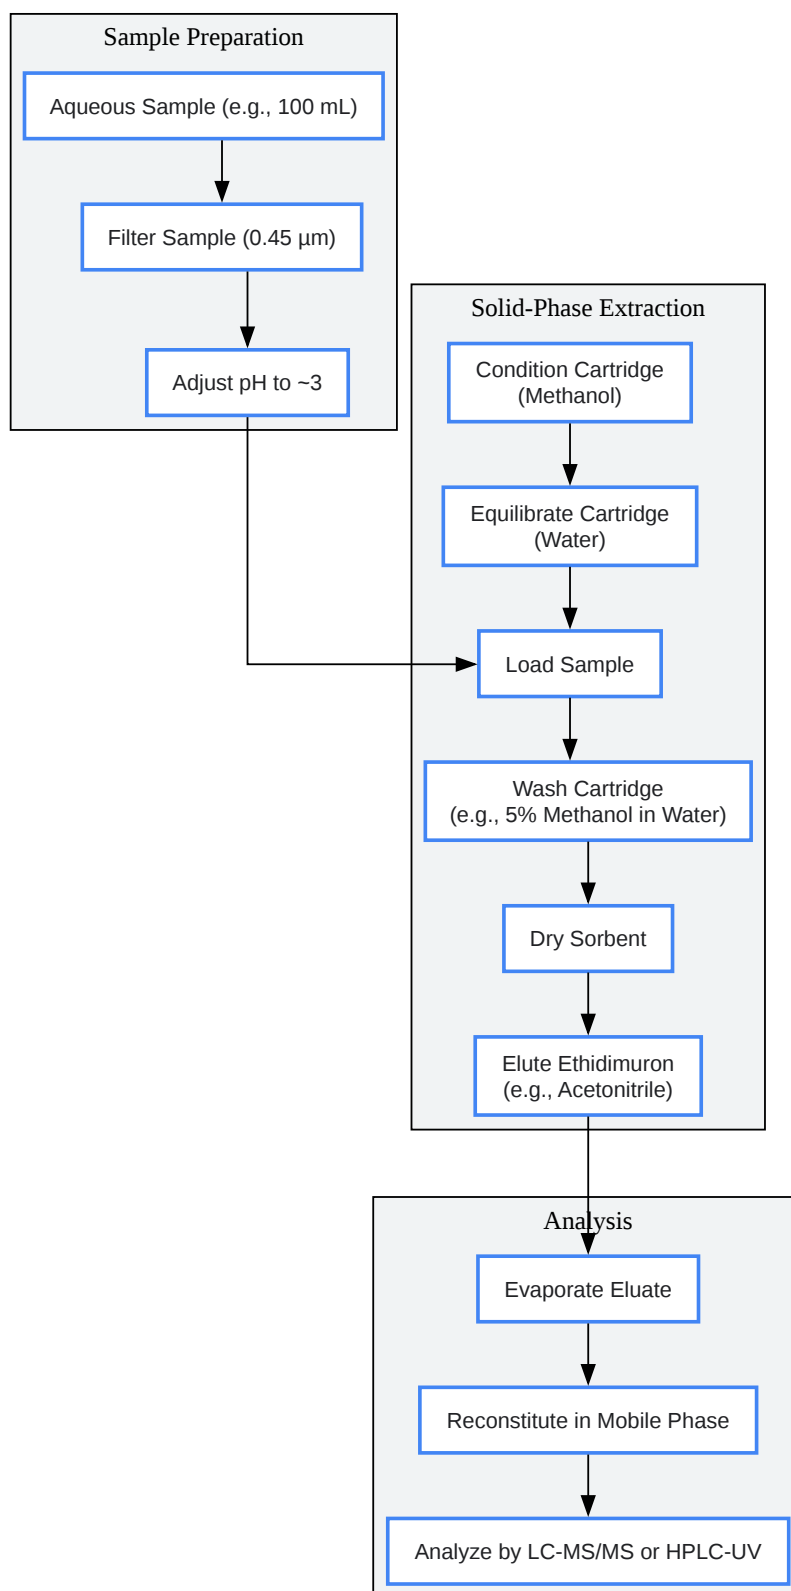 Sample Preparation
Aqueous Sample (e.g., 100 mL)
Filter Sample (0.45 µm)
Adjust pH to ~3
Solid-Phase Extraction
Condition Cartridge
(Methanol)
Equilibrate Cartridge
(Water)
Load Sample
Wash Cartridge
(e.g., 5% Methanol in Water)
Dry Sorbent
Elute Ethidimuron
(e.g., Acetonitrile)
Analysis
Evaporate Eluate
Reconstitute in Mobile Phase
Analyze by LC-MS/MS or HPLC-UV